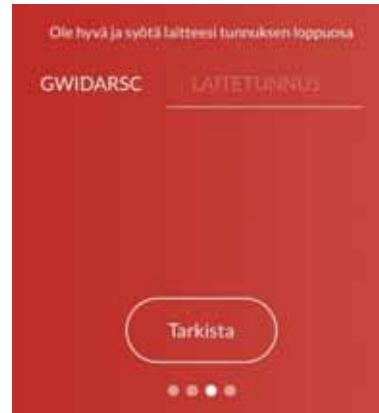 Ole hyvä ja syötä laitteesi tunnuksen loppuosa
GWIDARSC LAITETUNNUS
Tarkista